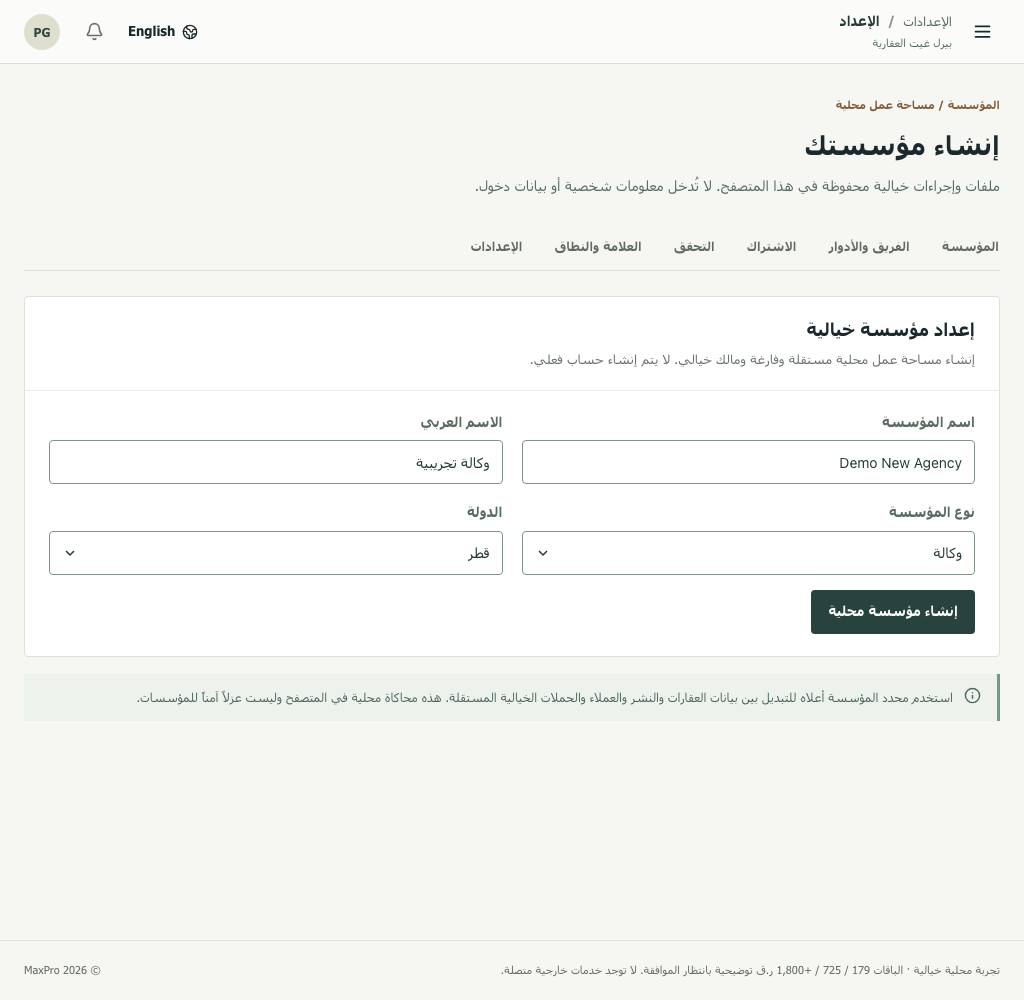 الإعدادات / الإعداد
بيرل غيت العقارية
English
PG
المؤسسة / مساحة عمل محلية
إنشاء مؤسستك
ملفات وإجراءات خيالية محفوظة في هذا المتصفح. لا تُدخل معلومات شخصية أو بيانات دخول.
المؤسسة الفريق والأدوار الاشتراك التحقق العلامة والنطاق الإعدادات
إعداد مؤسسة خيالية
إنشاء مساحة عمل محلية مستقلة وفارغة ومالك خيالي. لا يتم إنشاء حساب فعلي.
اسم المؤسسة
Demo New Agency
الاسم العربي
وكالة تجريبية
نوع المؤسسة
وكالة
الدولة
قطر
إنشاء مؤسسة محلية
استخدم محدد المؤسسة أعلاه للتبديل بين بيانات العقارات والنشر والعملاء والحملات الخيالية المستقلة. هذه محاكاة محلية في المتصفح وليست عزلاً آمناً للمؤسسات.
تجربة محلية خيالية · الباقات 179 / 725 / +1,800 ر.ق توضيحية بانتظار الموافقة. لا توجد خدمات خارجية متصلة.
© 2026 MaxPro